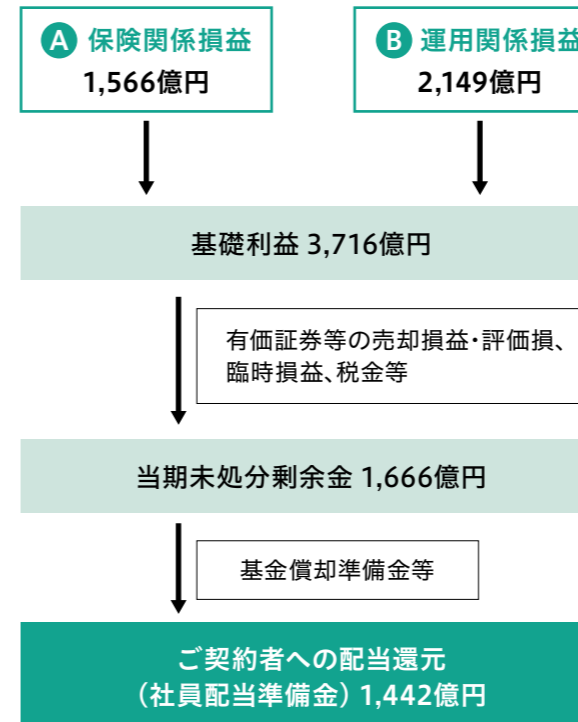 A 保険関係損益
1,566億円
B 運用関係損益
2,149億円
基礎利益 3,716億円
有価証券等の売却損益・評価損、
臨時損益、税金等
当期未処分剰余金 1,666億円
基金償却準備金等
ご契約者への配当還元
（社員配当準備金）1,442億円